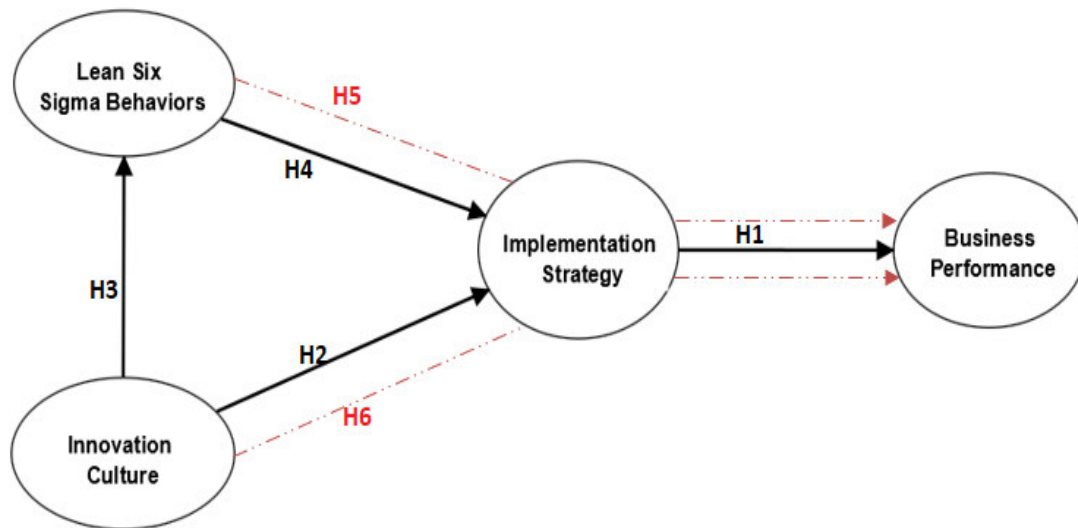 Lean Six
Sigma Behaviors
H5
H4
Implementation
Strategy
H1
Business
Performance
H3
H2
H6
Innovation
Culture